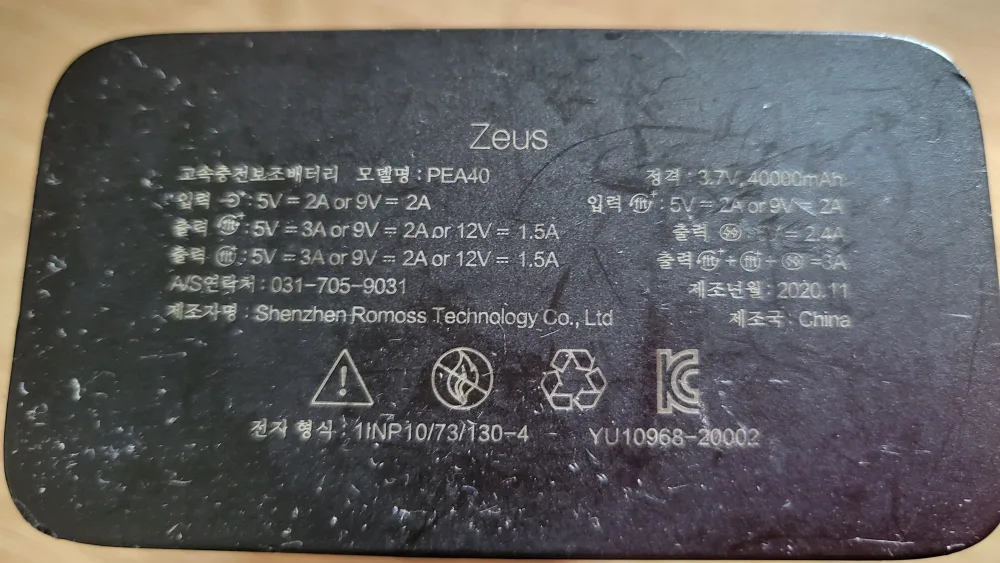 Zeus
고속충전보조배터리 모델명 : PEA40 정격 : 3.7V, 40000mAh
입력 : 5V = 2A or 9V = 2A 입력 : 5V = 2A or 9V = 2A
출력 : 5V = 3A or 9V = 2A or 12V = 1.5A 출력 = 2.4A
출력 : 5V = 3A or 9V = 2A or 12V = 1.5A 출력 + + =3A
A/S연락처 : 031-705-9031 제조년월 : 2020.11
제조자명 : Shenzhen Romoss Technology Co., Ltd 제조국 : China
전지 형식 : 1INP10/73/130-4 YU10968-20002